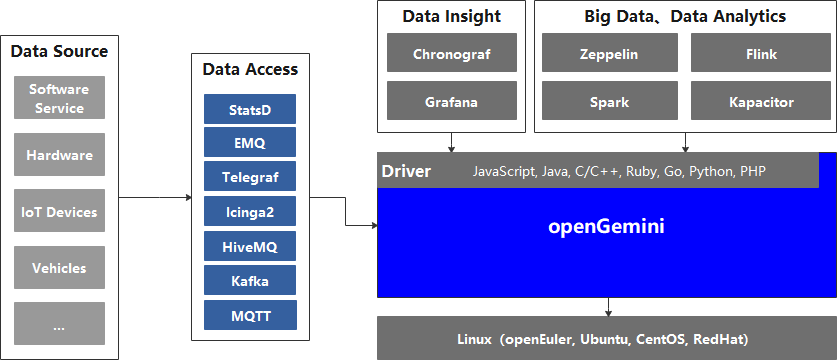 Data Source
Software
Service
Hardware
IoT Devices
Vehicles
...
Data Access
StatsD
EMQ
Telegraf
Icinga2
HiveMQ
Kafka
MQTT
Data Insight
Chronograf
Grafana
Big Data、Data Analytics
Zeppelin
Flink
Spark
Kapacitor
Driver JavaScript, Java, C/C++, Ruby, Go, Python, PHP
openGemini
Linux (openEuler, Ubuntu, CentOS, RedHat)